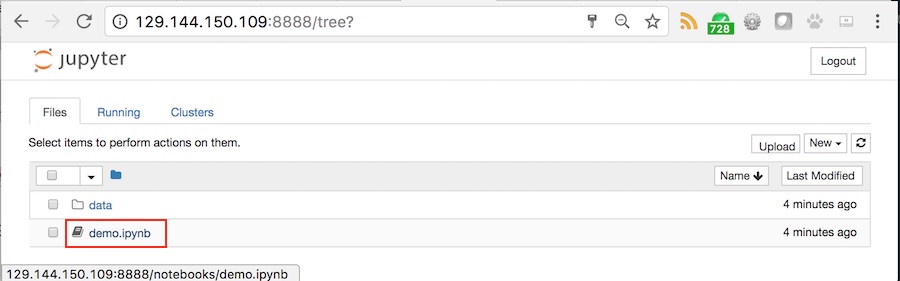 129.144.150.109:8888/tree?
728
jupyter
Logout
Files Running Clusters
Select items to perform actions on them.
Upload New
Name Last Modified
data 4 minutes ago
demo.ipynb 4 minutes ago
129.144.150.109:8888/notebooks/demo.ipynb